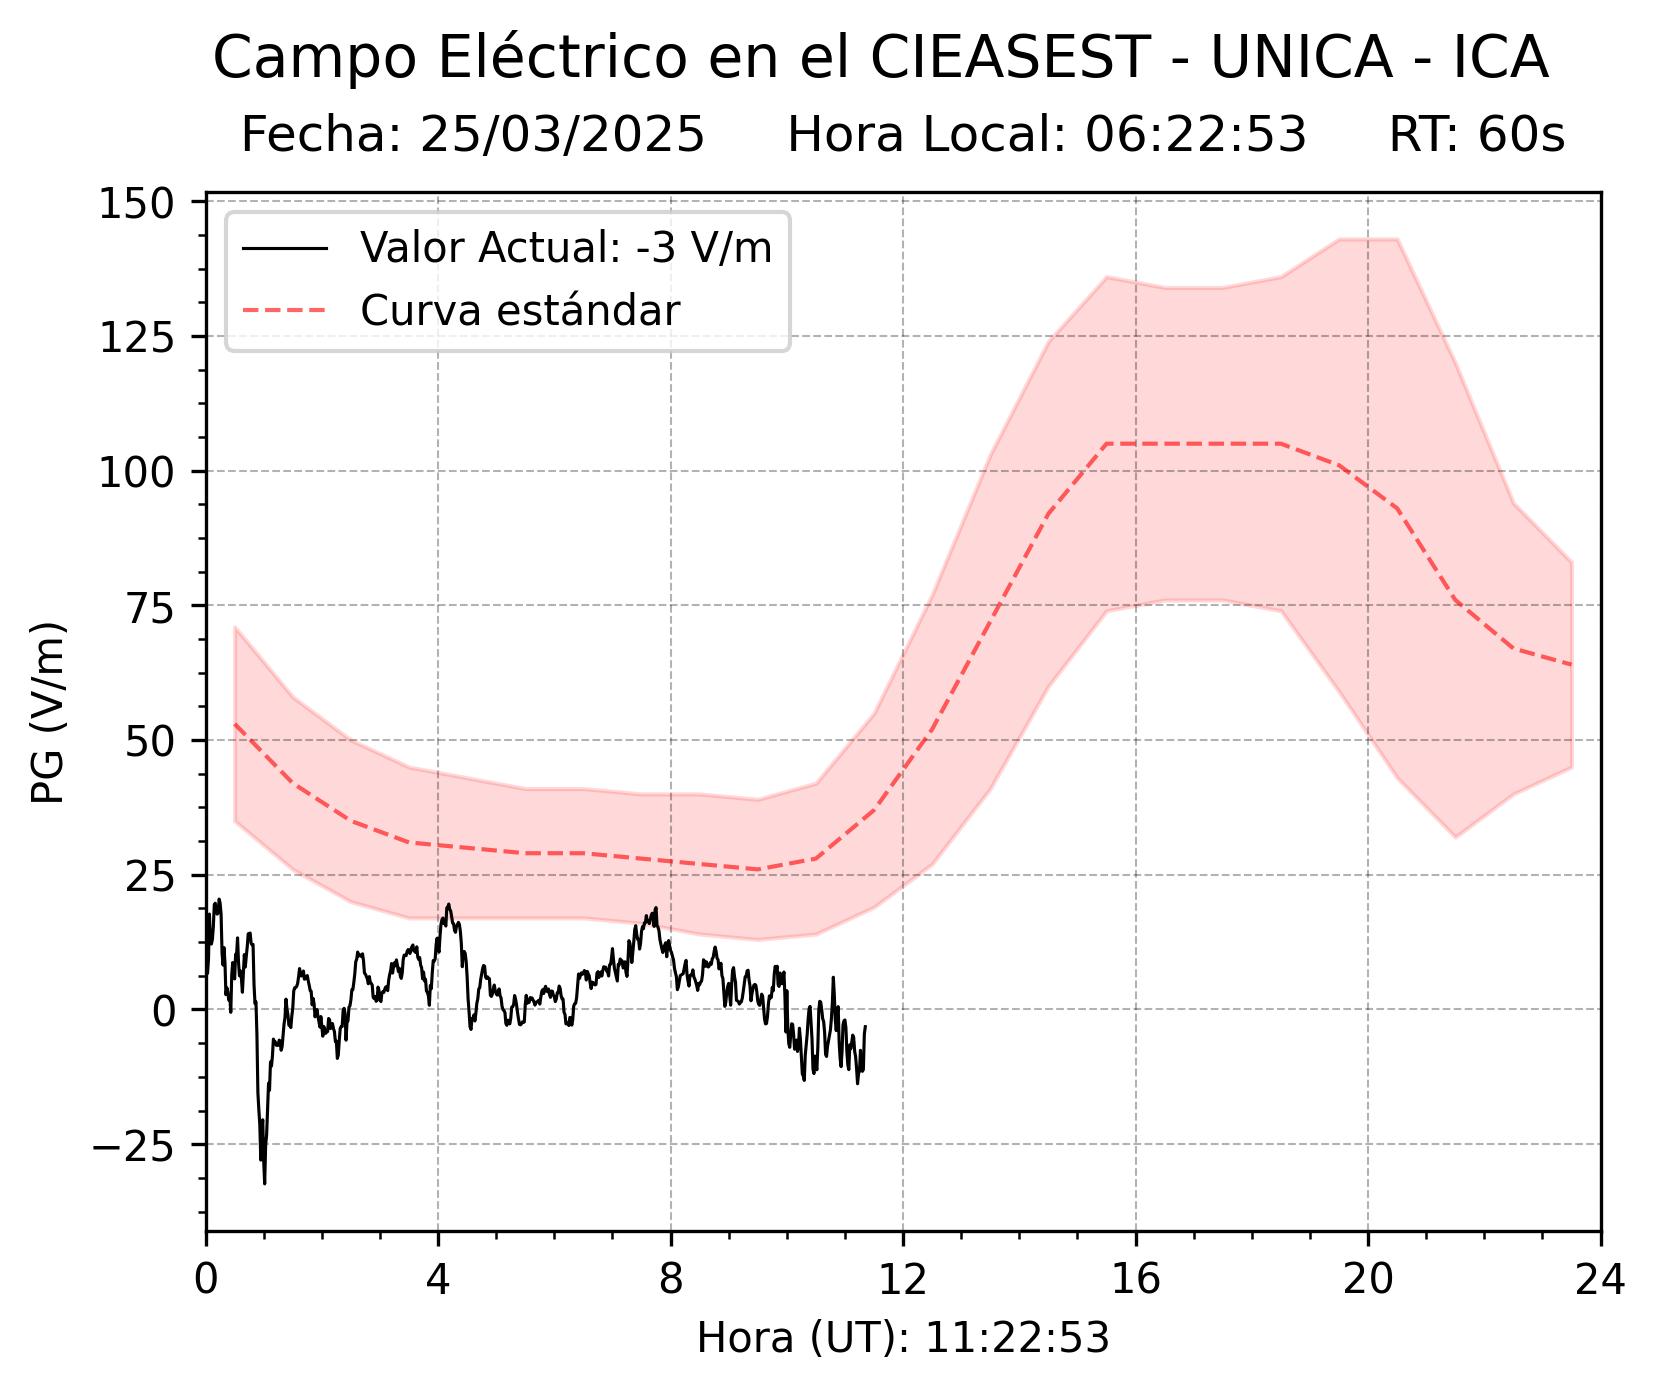 Campo Eléctrico en el CIEASEST - UNICA - ICA
Fecha: 25/03/2025 Hora Local: 06:22:53 RT: 60s
150
125
100
75
50
25
0
−25
PG (V/m)
Valor Actual: -3 V/m
Curva estándar
0 4 8 12 16 20 24
Hora (UT): 11:22:53